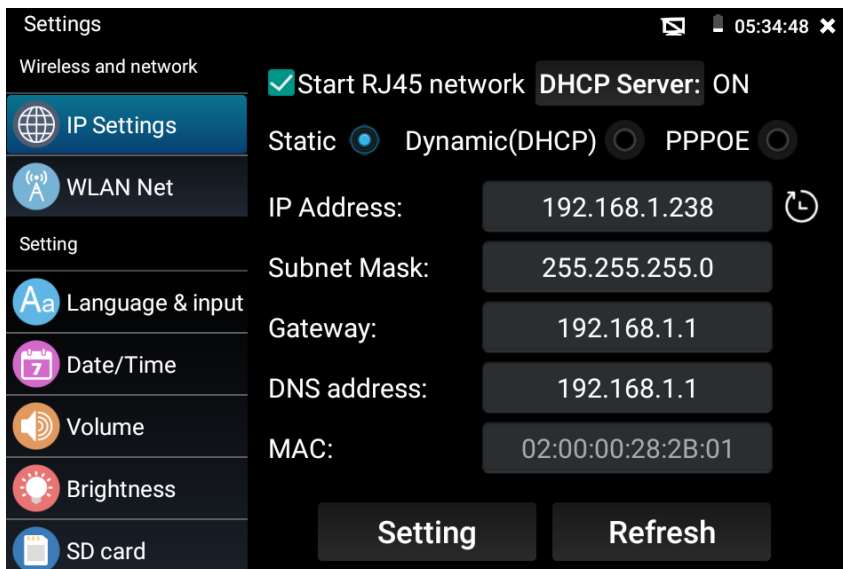 Settings
05:34:48
Wireless and network
IP Settings
WLAN Net
Setting
Aa Language & input
7 Date/Time
Volume
Brightness
SD card
Start RJ45 network DHCP Server: ON
Static Dynamic(DHCP) PPPOE
IP Address: 192.168.1.238
Subnet Mask: 255.255.255.0
Gateway: 192.168.1.1
DNS address: 192.168.1.1
MAC: 02:00:00:28:2B:01
Setting Refresh